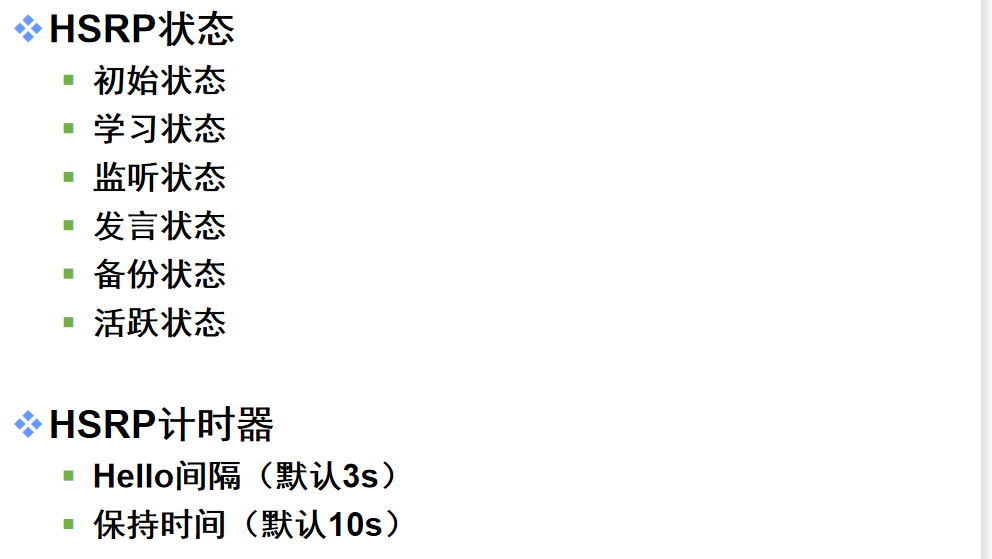 HSRP状态
初始状态
学习状态
监听状态
发言状态
备份状态
活跃状态
HSRP计时器
Hello间隔（默认3s）
保持时间（默认10s）